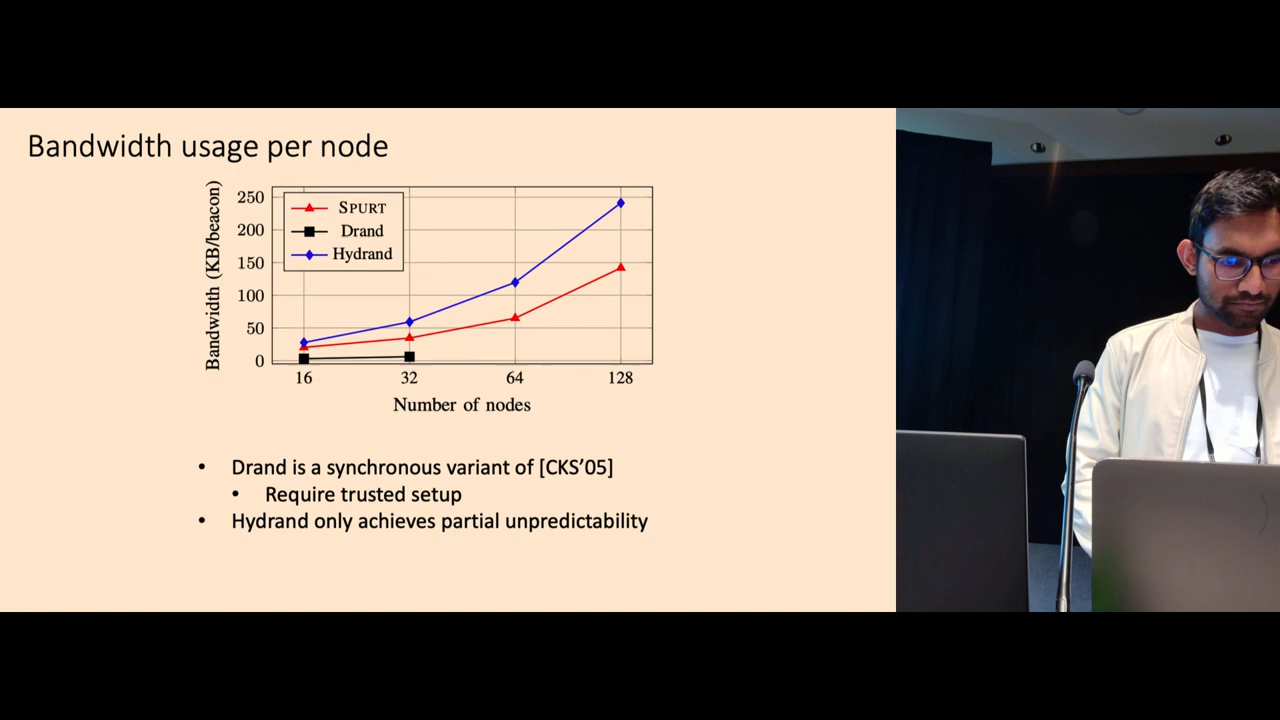 Bandwidth usage per node
Bandwidth (KB/beacon)
250
200
150
100
50
0
SPURT
Drand
Hydrand
16 32 64 128
Number of nodes
• Drand is a synchronous variant of [CKS’05]
• Require trusted setup
• Hydrand only achieves partial unpredictability